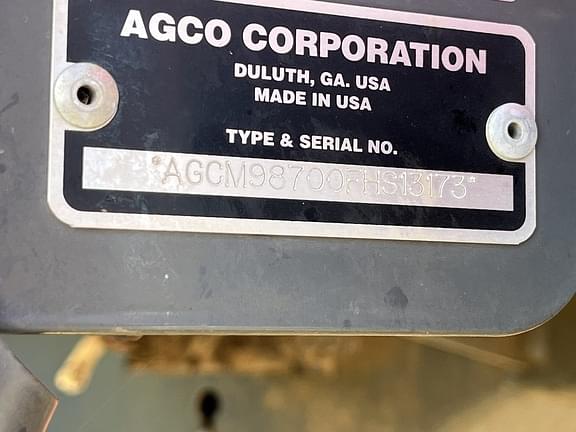 AGCO CORPORATION
DULUTH, GA. USA
MADE IN USA
TYPE & SERIAL NO.
*AGCM98700FHS13173*